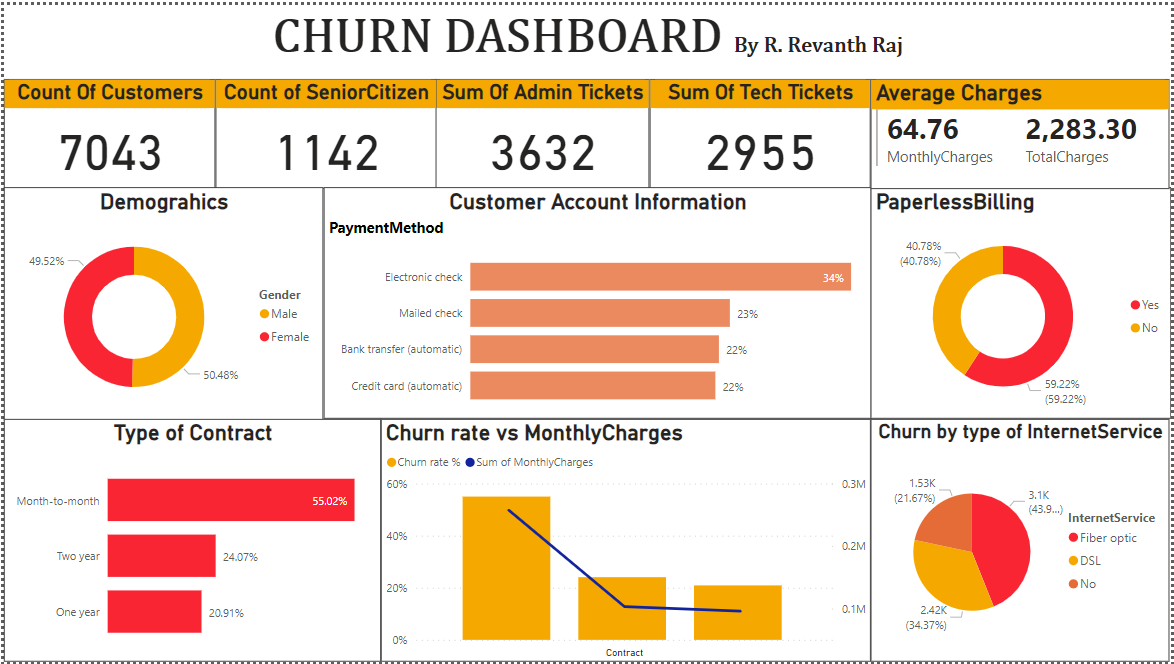 CHURN DASHBOARD By R. Revanth Raj
Count Of Customers
7043
Count of SeniorCitizen
1142
Sum Of Admin Tickets
3632
Sum Of Tech Tickets
2955
Average Charges
64.76
MonthlyCharges
2,283.30
TotalCharges
Demograhics
49.52%
50.48%
Gender
Male
Female
Customer Account Information
PaymentMethod
Electronic check 34%
Mailed check 23%
Bank transfer (automatic) 22%
Credit card (automatic) 22%
PaperlessBilling
40.78%
(40.78%)
59.22%
(59.22%)
Yes
No
Type of Contract
Month-to-month 55.02%
Two year 24.07%
One year 20.91%
Churn rate vs MonthlyCharges
Churn rate % Sum of MonthlyCharges
60% 0.3M
40%
0.2M
20%
0.1M
0%
Contract
Churn by type of InternetService
1.53K
(21.67%)
3.1K
(43.9...)
2.42K
(34.37%)
InternetService
Fiber optic
DSL
No